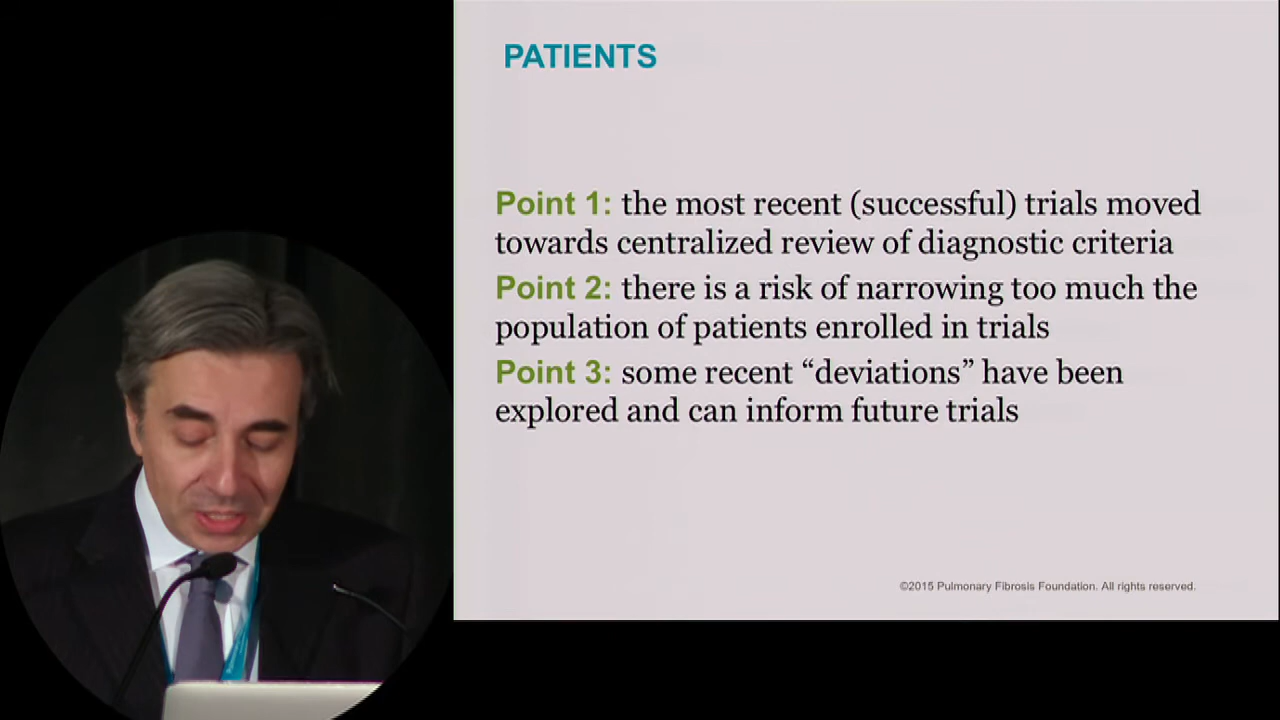 PATIENTS
Point 1: the most recent (successful) trials moved
towards centralized review of diagnostic criteria
Point 2: there is a risk of narrowing too much the
population of patients enrolled in trials
Point 3: some recent “deviations” have been
explored and can inform future trials
©2015 Pulmonary Fibrosis Foundation. All rights reserved.